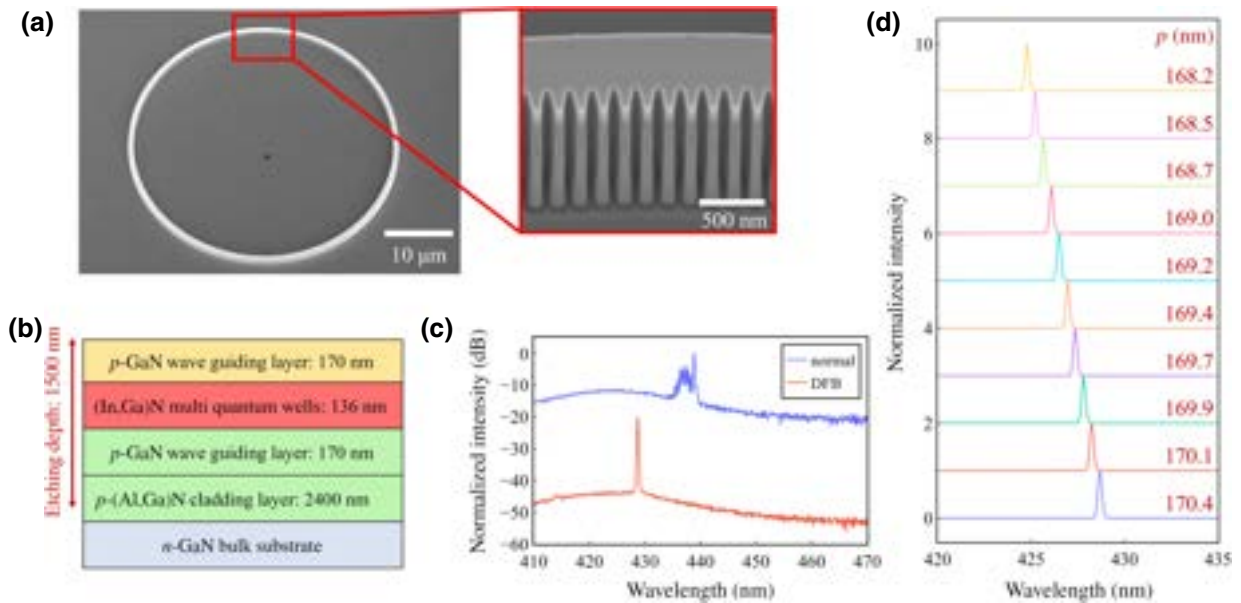 (a)
10 μm
500 nm
(b)
Etching depth: 1500 nm
p-GaN wave guiding layer: 170 nm
(In,Ga)N multi quantum wells: 136 nm
p-GaN wave guiding layer: 170 nm
p-(Al,Ga)N cladding layer: 2400 nm
n-GaN bulk substrate
(c)
Normalized intensity (dB)
0
−10
−20
−30
−40
−50
−60
normal
DFB
410
420
430
440
450
460
470
Wavelength (nm)
(d)
Normalized intensity
10
8
6
4
2
0
p (nm)
168.2
168.5
168.7
169.0
169.2
169.4
169.7
169.9
170.1
170.4
420
425
430
435
Wavelength (nm)